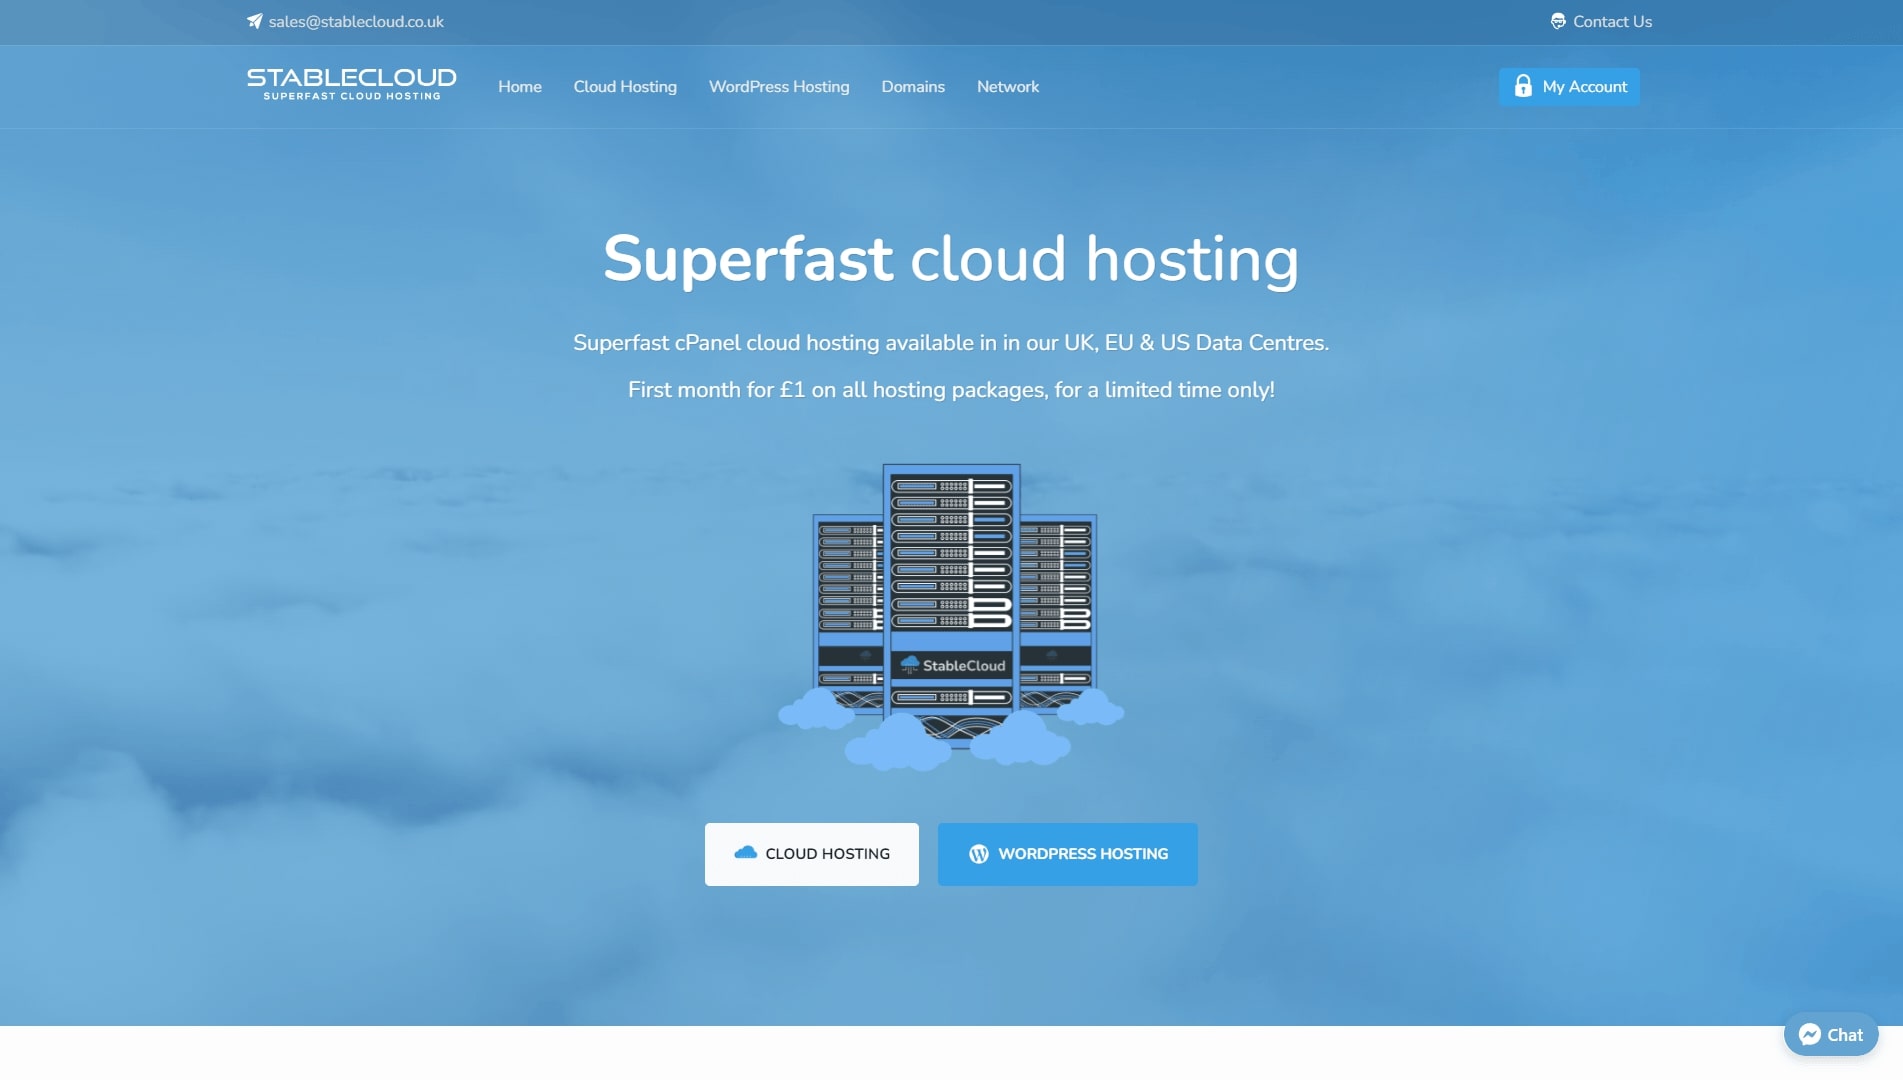 sales@stablecloud.co.uk
Contact Us
STABLECLOUD
SUPERFAST CLOUD HOSTING
Home
Cloud Hosting
WordPress Hosting
Domains
Network
My Account
Superfast cloud hosting
Superfast cPanel cloud hosting available in in our UK, EU & US Data Centres.
First month for £1 on all hosting packages, for a limited time only!
StableCloud
CLOUD HOSTING
WORDPRESS HOSTING
Chat